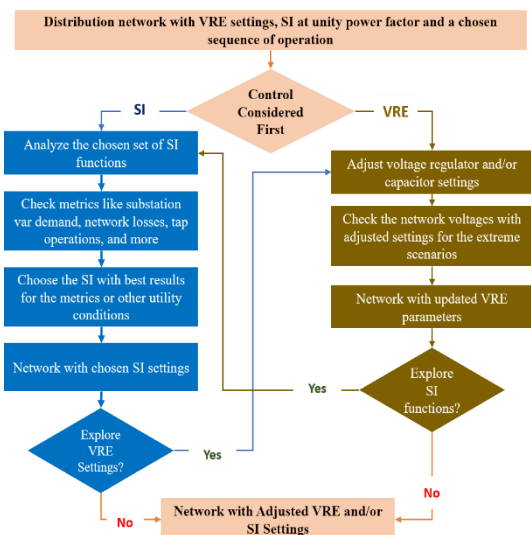 Distribution network with VRE settings, SI at unity power factor and a chosen
sequence of operation
Control
Considered
First
SI
VRE
Analyze the chosen set of SI
functions
Check metrics like substation
var demand, network losses, tap
operations, and more
Choose the SI with best results
for the metrics or other utility
conditions
Network with chosen SI settings
Explore
VRE
Settings?
Yes
No
Adjust voltage regulator and/or
capacitor settings
Check the network voltages with
adjusted settings for the extreme
scenarios
Network with updated VRE
parameters
Explore
SI
functions?
Yes
No
Network with Adjusted VRE and/or
SI Settings